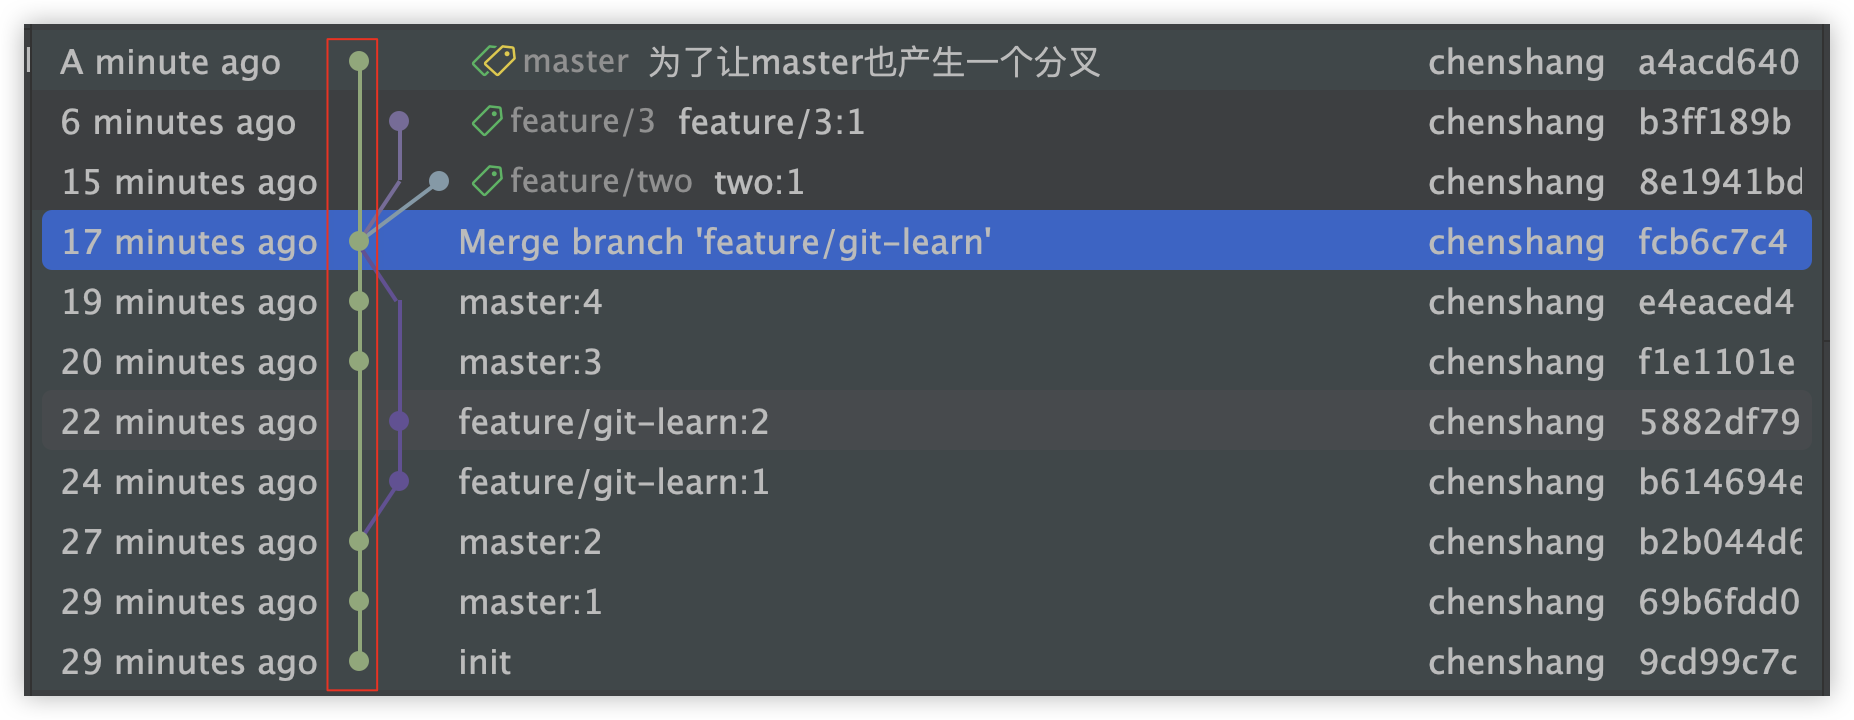 A minute ago master 为了让master也产生一个分叉 chenshang a4acd640
6 minutes ago feature/3 feature/3:1 chenshang b3ff189b
15 minutes ago feature/two two:1 chenshang 8e1941bd
17 minutes ago Merge branch 'feature/git-learn' chenshang fcb6c7c4
19 minutes ago master:4 chenshang e4eaced4
20 minutes ago master:3 chenshang f1e1101e
22 minutes ago feature/git-learn:2 chenshang 5882df79
24 minutes ago feature/git-learn:1 chenshang b614694e
27 minutes ago master:2 chenshang b2b044d6
29 minutes ago master:1 chenshang 69b6fdd0
29 minutes ago init chenshang 9cd99c7c